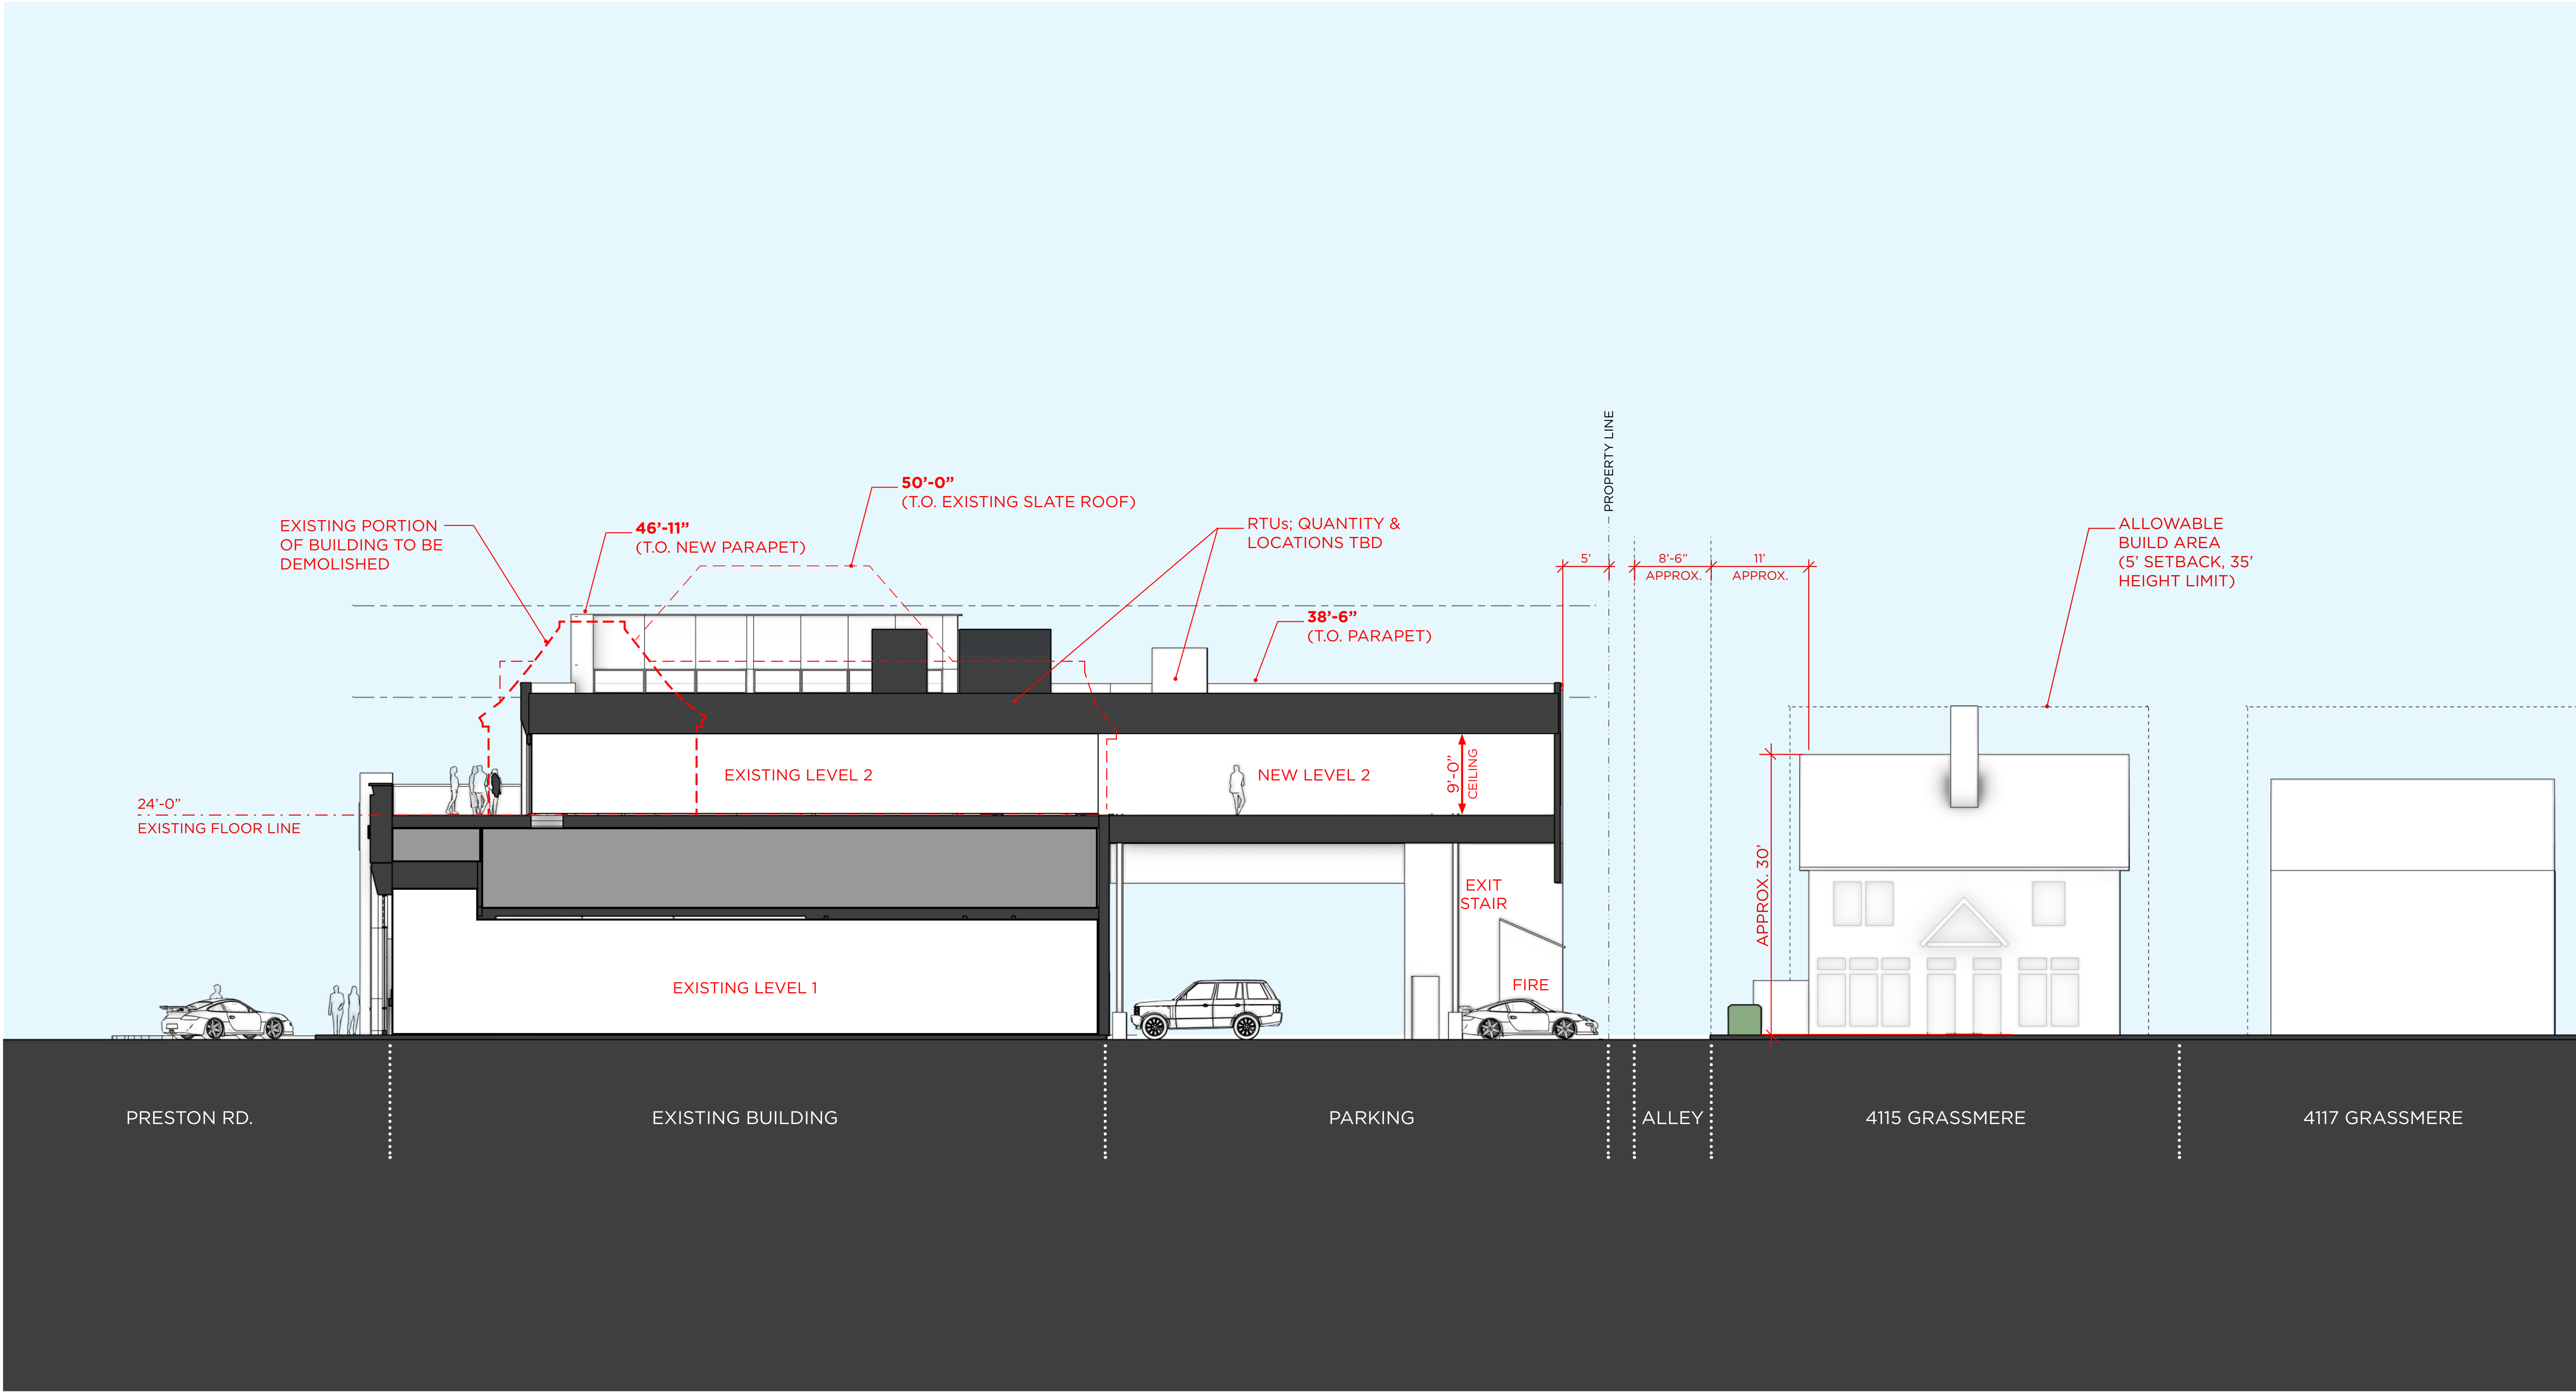 PROPERTY LINE
50’-0”
(T.O. EXISTING SLATE ROOF)
EXISTING PORTION
OF BUILDING TO BE
DEMOLISHED
46’-11”
(T.O. NEW PARAPET)
RTUs; QUANTITY &
LOCATIONS TBD
ALLOWABLE
BUILD AREA
(5’ SETBACK, 35’
HEIGHT LIMIT)
5’
8’-6”
APPROX.
11’
APPROX.
38’-6”
(T.O. PARAPET)
EXISTING LEVEL 2
NEW LEVEL 2
9’-0”
CEILING
24’-0”
EXISTING FLOOR LINE
APPROX. 30’
EXIT
STAIR
EXISTING LEVEL 1
FIRE
PRESTON RD.
EXISTING BUILDING
PARKING
ALLEY
4115 GRASSMERE
4117 GRASSMERE